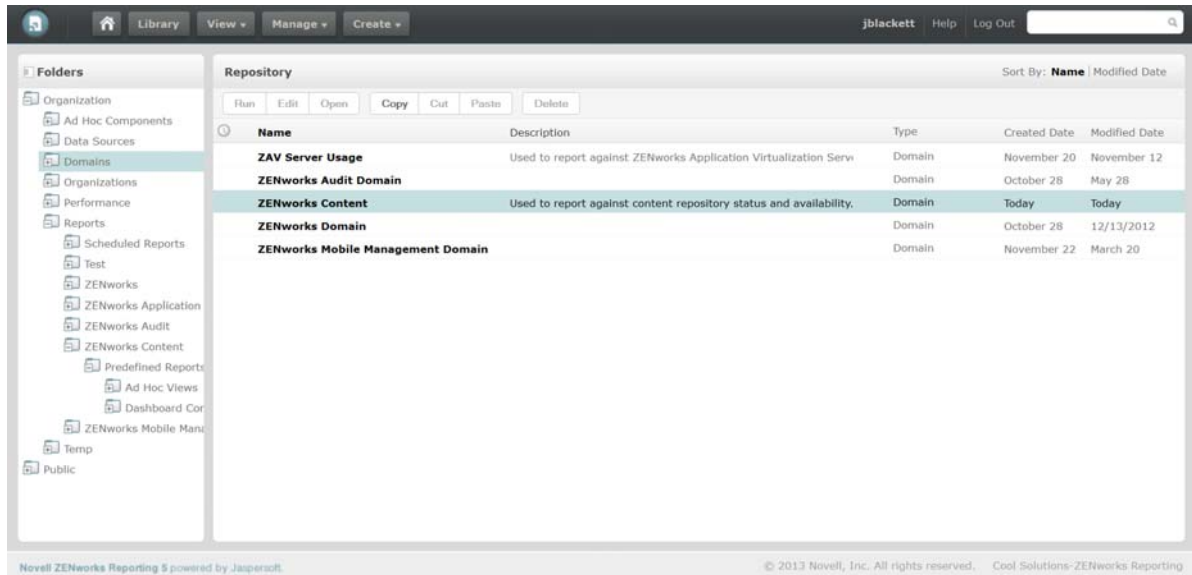 Library View Manage Create jblackett Help Log Out
Folders
Organization
Ad Hoc Components
Data Sources
Domains
Organizations
Performance
Reports
Scheduled Reports
Test
ZENworks
ZENworks Application
ZENworks Audit
ZENworks Content
Predefined Reports
Ad Hoc Views
Dashboard Cor
ZENworks Mobile Mana
Temp
Public
Repository Sort By: Name Modified Date
Run Edit Open Copy Cut Paste Delete
Name Description Type Created Date Modified Date
ZAV Server Usage Used to report against ZENworks Application Virtualization Serve Domain November 20 November 12
ZENworks Audit Domain Domain October 28 May 28
ZENworks Content Used to report against content repository status and availability. Domain Today Today
ZENworks Domain Domain October 28 12/13/2012
ZENworks Mobile Management Domain Domain November 22 March 20
Novell ZENworks Reporting 5 powered by Jaspersoft. © 2013 Novell, Inc. All rights reserved. Cool Solutions-ZENworks Reporting